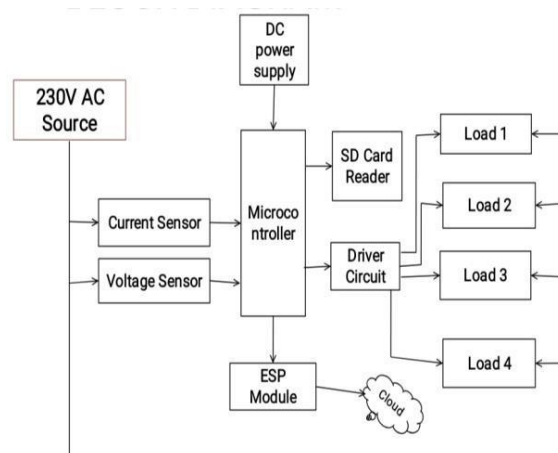 DC
power
supply
230V AC
Source
SD Card
Reader
Microco
ntroller
Current Sensor
Voltage Sensor
Driver
Circuit
Load 1
Load 2
Load 3
Load 4
ESP
Module
Cloud